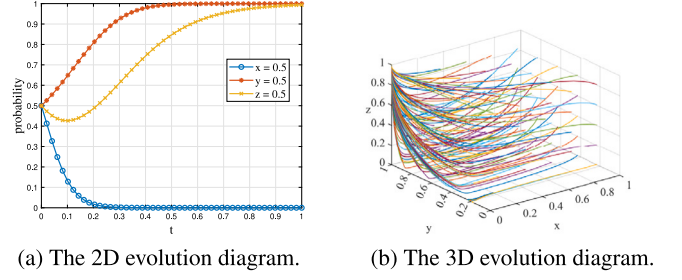 1
0.9
0.8
0.7
0.6
0.5
0.4
0.3
0.2
0.1
0
probability
x = 0.5
y = 0.5
z = 0.5
0 0.1 0.2 0.3 0.4 0.5 0.6 0.7 0.8 0.9 1
t
1
0.8
0.6
0.4
0.2
0
z
1
0.8
0.6
0.4
0.2
0
y
0
0.2
0.4
0.6
0.8
1
x
(a) The 2D evolution diagram.
(b) The 3D evolution diagram.